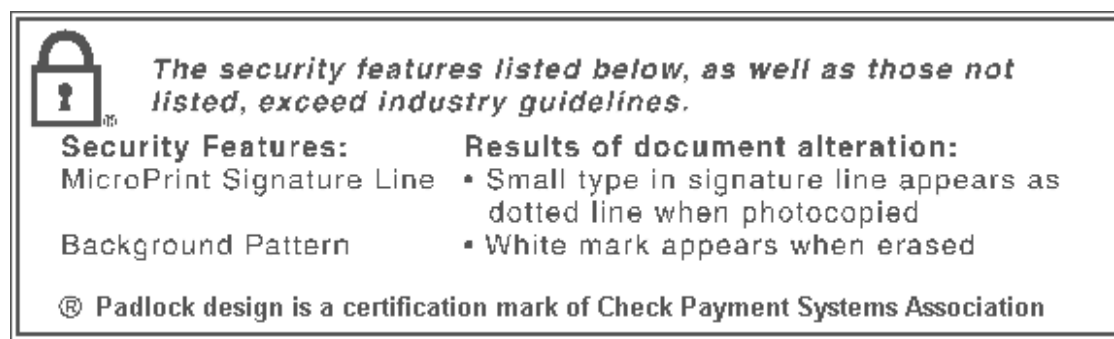 The security features listed below, as well as those not
listed, exceed industry guidelines.
®
Security Features: Results of document alteration:
MicroPrint Signature Line • Small type in signature line appears as
dotted line when photocopied
Background Pattern • White mark appears when erased
® Padlock design is a certification mark of Check Payment Systems Association